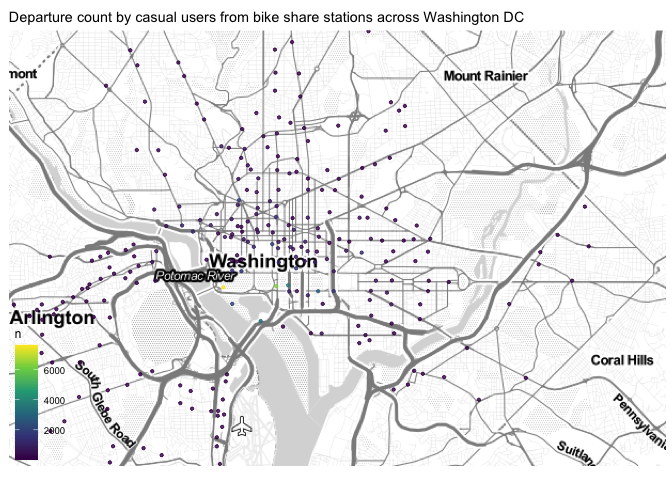 Departure count by casual users from bike share stations across Washington DC
mont
Mount Rainier
Washington
Potomac River
Arlington
n
6000
4000
2000
South Glebe Road
Coral Hills
Pennsylvania
Suitlan